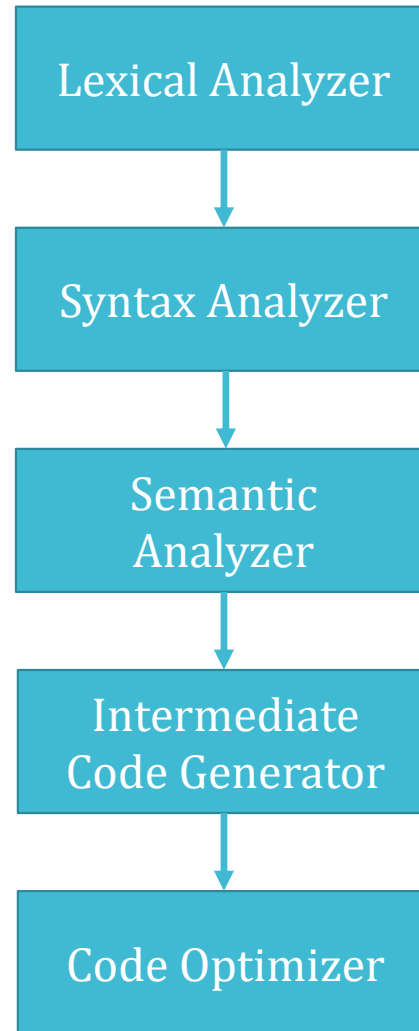 Lexical Analyzer
Syntax Analyzer
Semantic
Analyzer
Intermediate
Code Generator
Code Optimizer